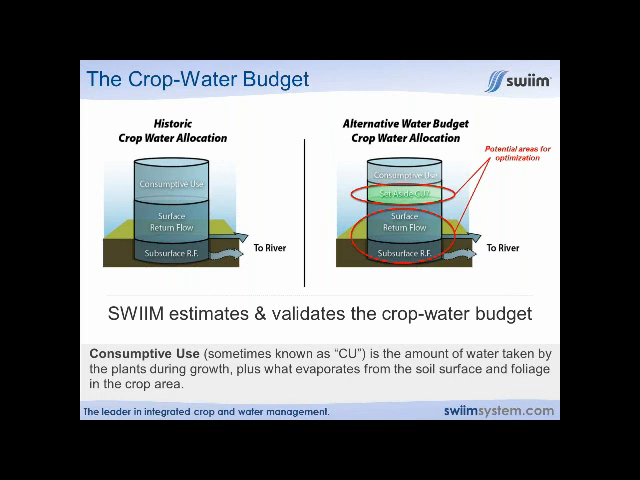 The Crop-Water Budget
swiim
Historic
Crop Water Allocation
Consumptive Use
Surface
Return Flow
Subsurface R.F.
To River
Alternative Water Budget
Crop Water Allocation
Potential areas for
optimization
Consumptive Use
Set Aside CU?
Surface
Return Flow
Subsurface R.F.
To River
SWIIM estimates & validates the crop-water budget
Consumptive Use (sometimes known as “CU”) is the amount of water taken by
the plants during growth, plus what evaporates from the soil surface and foliage
in the crop area.
The leader in integrated crop and water management.
swiimsystem.com